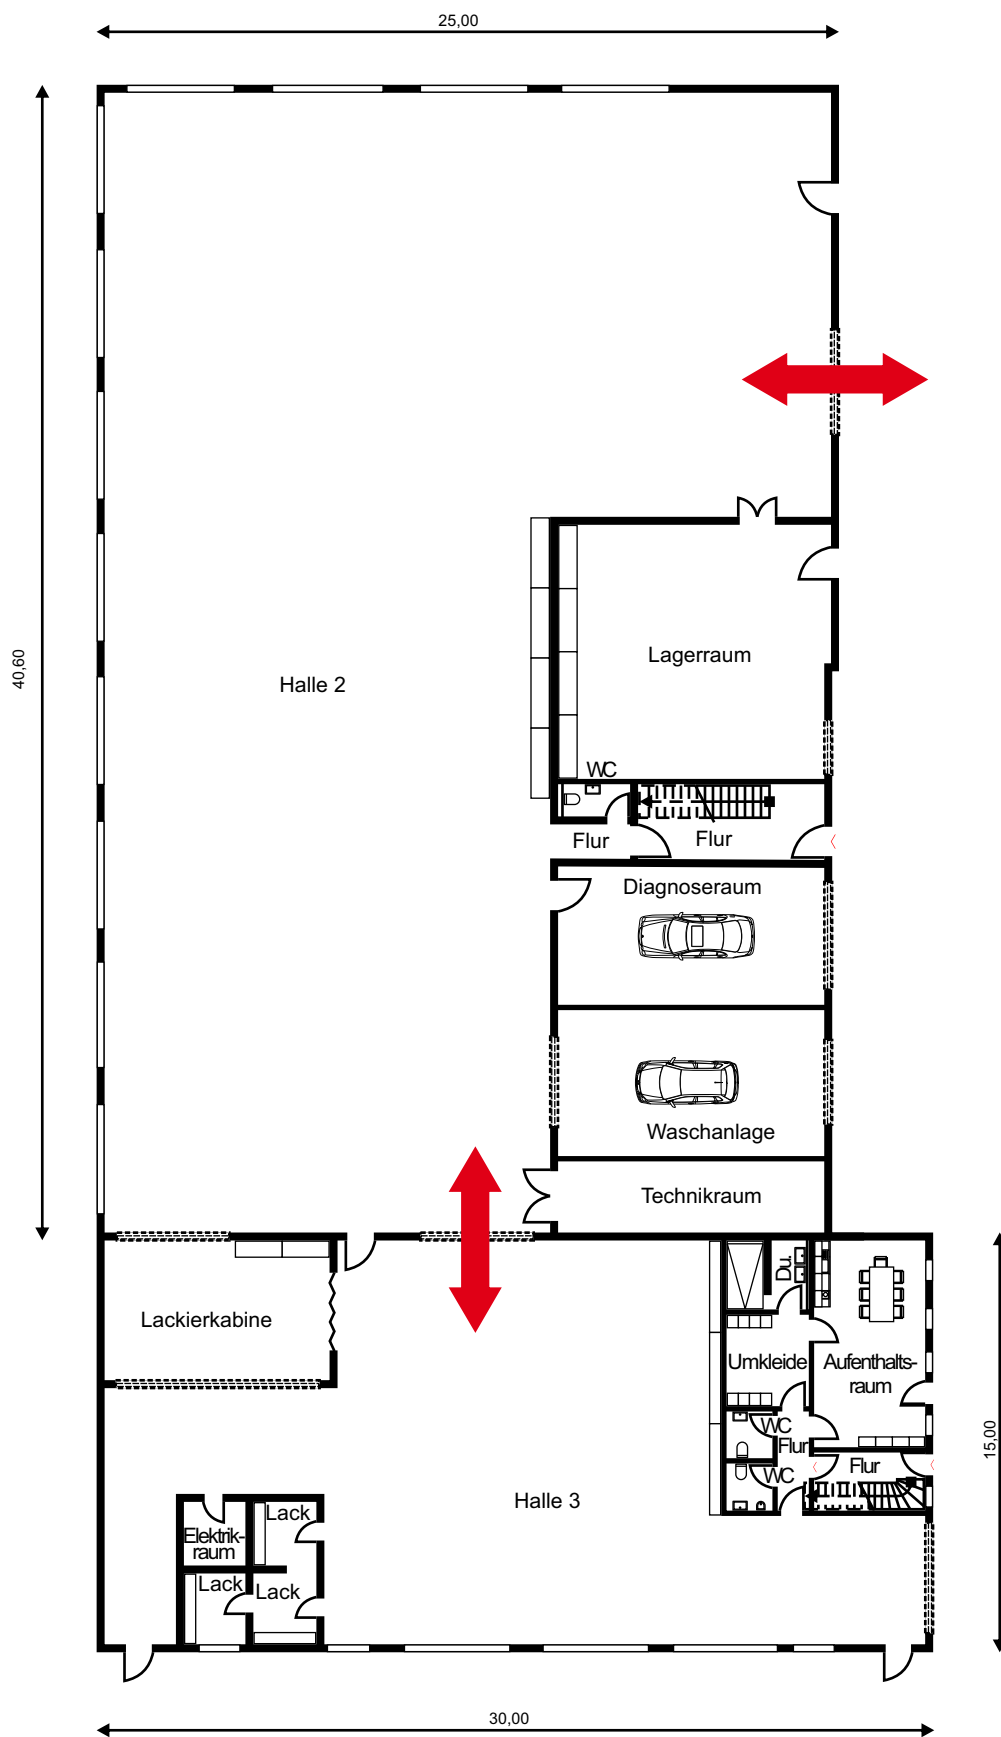 25,00
40,60
Lagerraum
Halle 2
WC
Flur
Flur
Diagnoseraum
Waschanlage
Technikraum
Du.
Lackierkabine
Umkleide
Aufenthalts-
raum
WC
Flur
15,00
Flur
WC
Halle 3
Lack
Elektrik-
raum
Lack
Lack
30,00